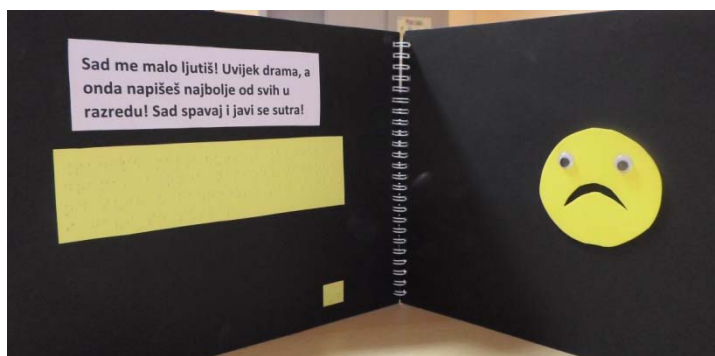 Sad me malo ljutiš! Uvijek drama, a
onda napišeš najbolje od svih u
razredu! Sad spavaj i javi se sutra!